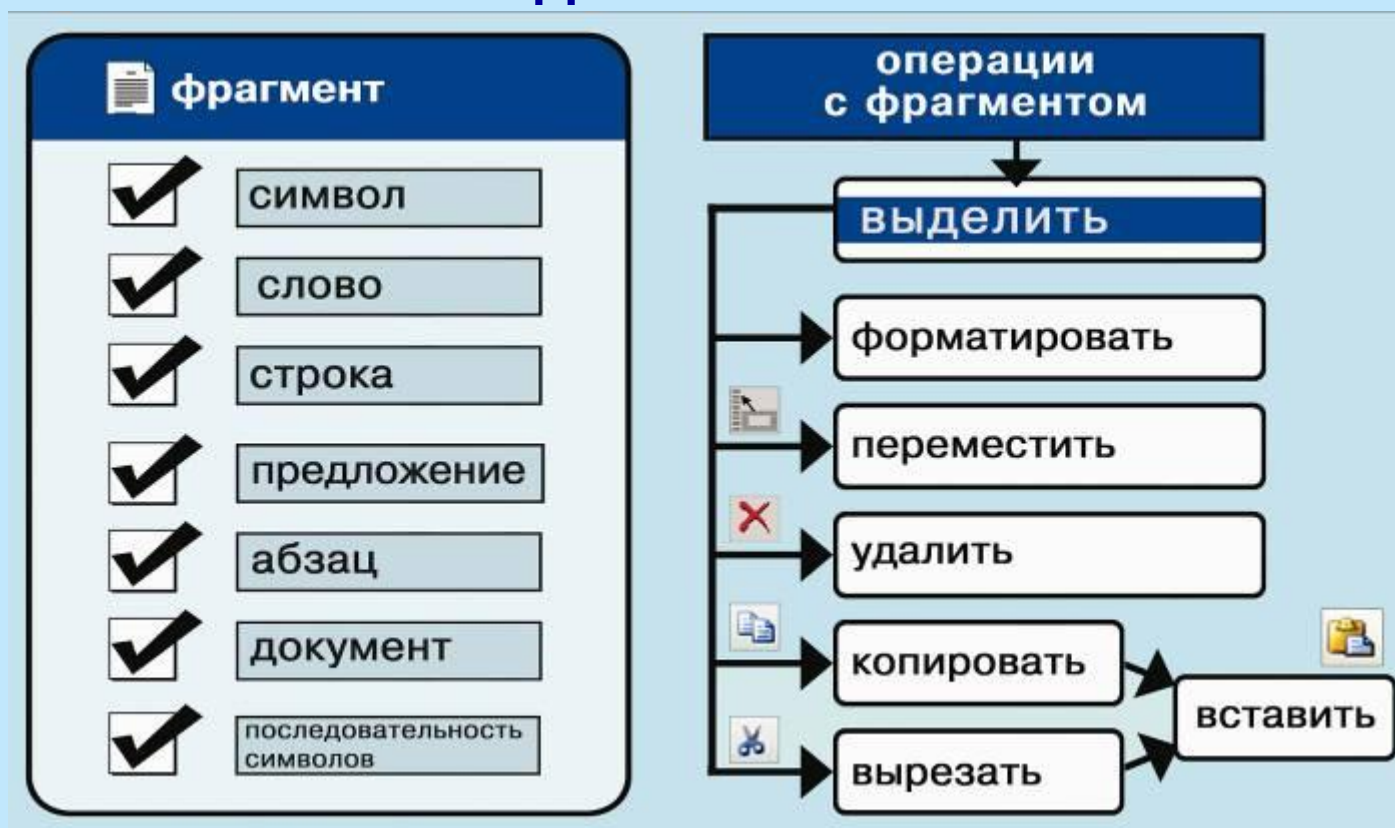 фрагмент
символ
слово
строка
предложение
абзац
документ
последовательность
символов
операции
с фрагментом
выделить
форматировать
переместить
удалить
копировать
вырезать
вставить